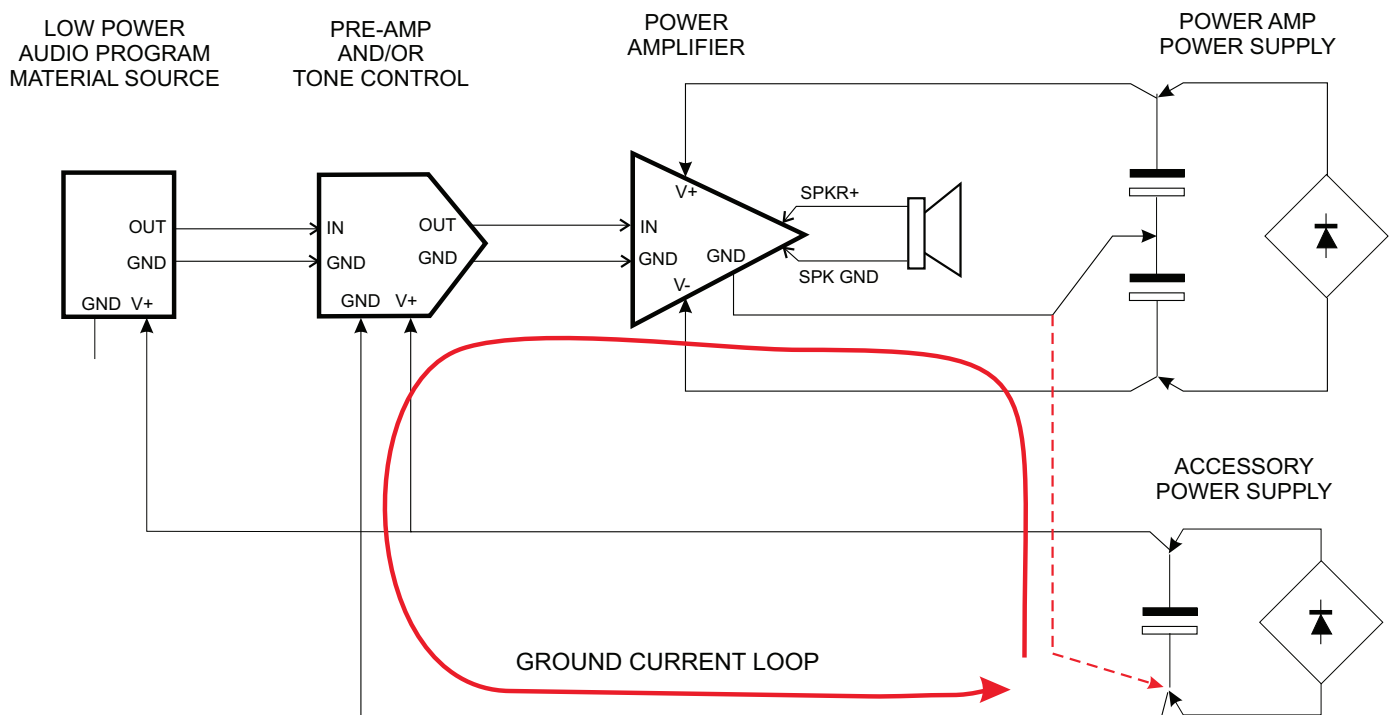 LOW POWER
AUDIO PROGRAM
MATERIAL SOURCE
PRE-AMP
AND/OR
TONE CONTROL
POWER
AMPLIFIER
POWER AMP
POWER SUPPLY
OUT
GND
GND V+
IN
GND
OUT
GND
GND V+
IN
GND
V+
GND
V-
SPKR+
SPK GND
ACCESSORY
POWER SUPPLY
GROUND CURRENT LOOP